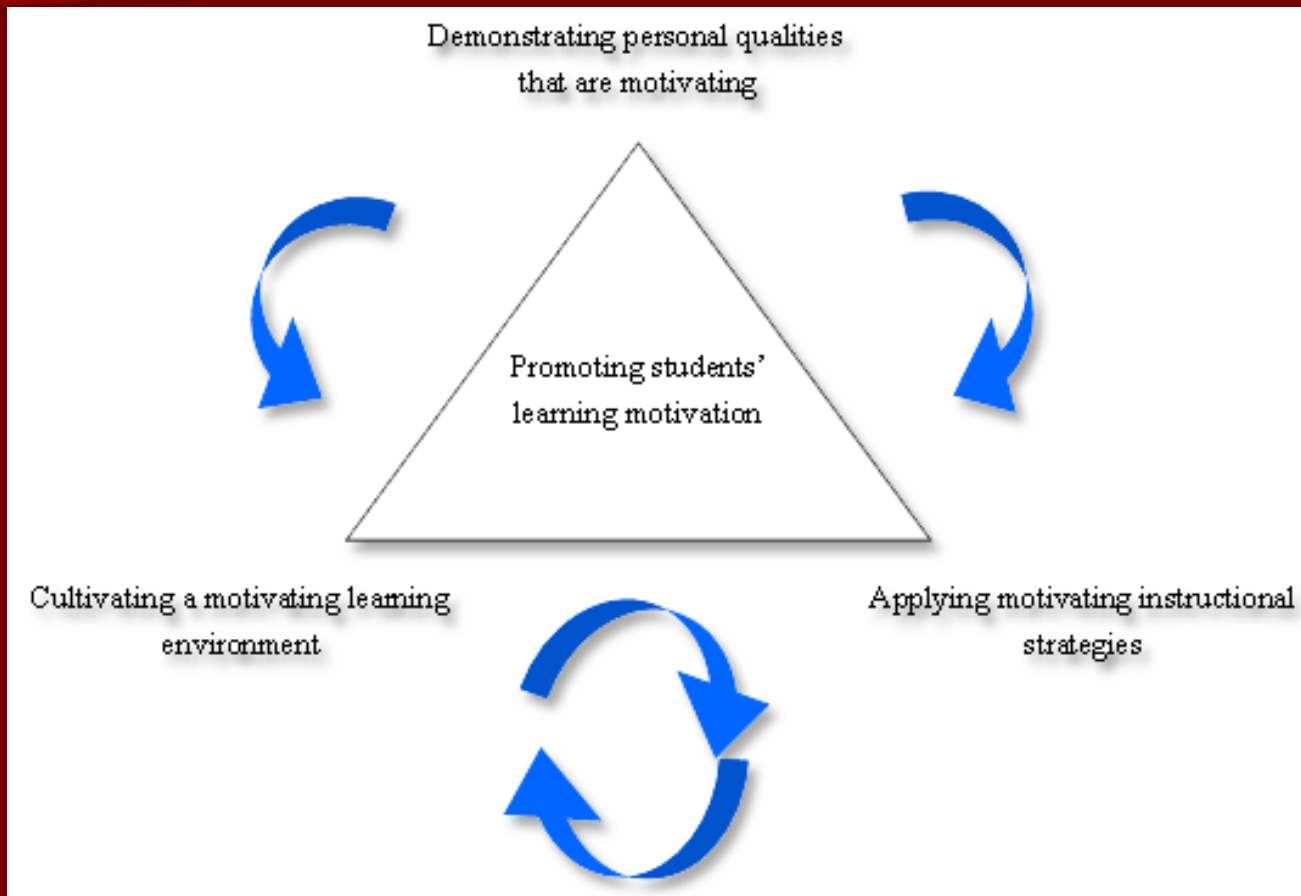 Demonstrating personal qualities
that are motivating
Promoting students’
learning motivation
Cultivating a motivating learning
environment
Applying motivating instructional
strategies